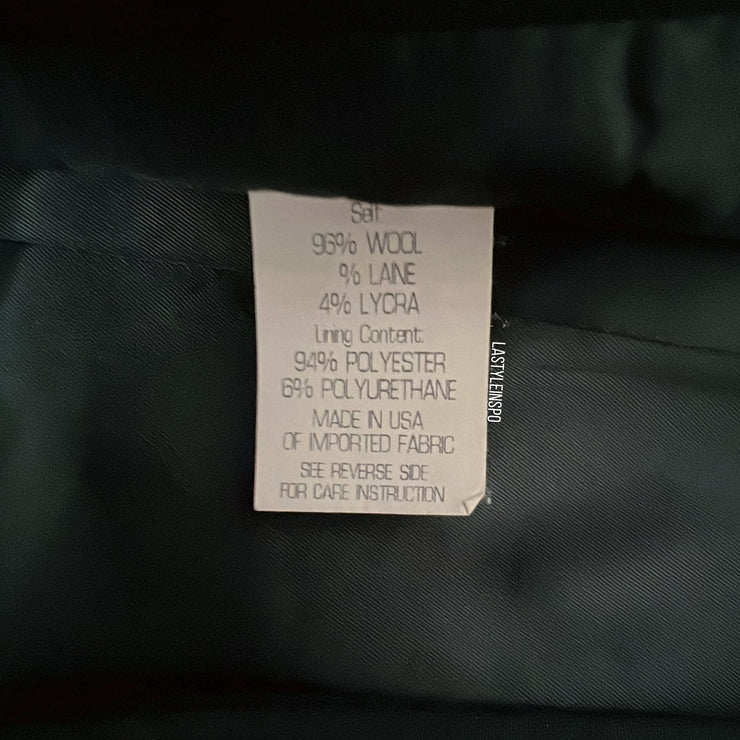 Self
96% WOOL
% LAINE
4% LYCRA
Lining Content:
94% POLYESTER
6% POLYURETHANE
MADE IN USA
OF IMPORTED FABRIC
SEE REVERSE SIDE
FOR CARE INSTRUCTION
LASTYLEINSPO